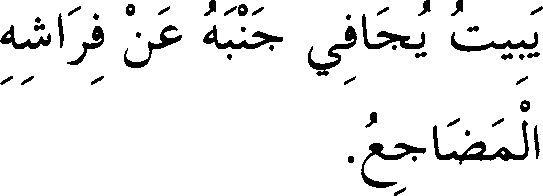 يَبِيتُ يُجَافِي جَنْبَهُ عَنْ فِرَاشِهِ
الْمَضَاجِعُ.